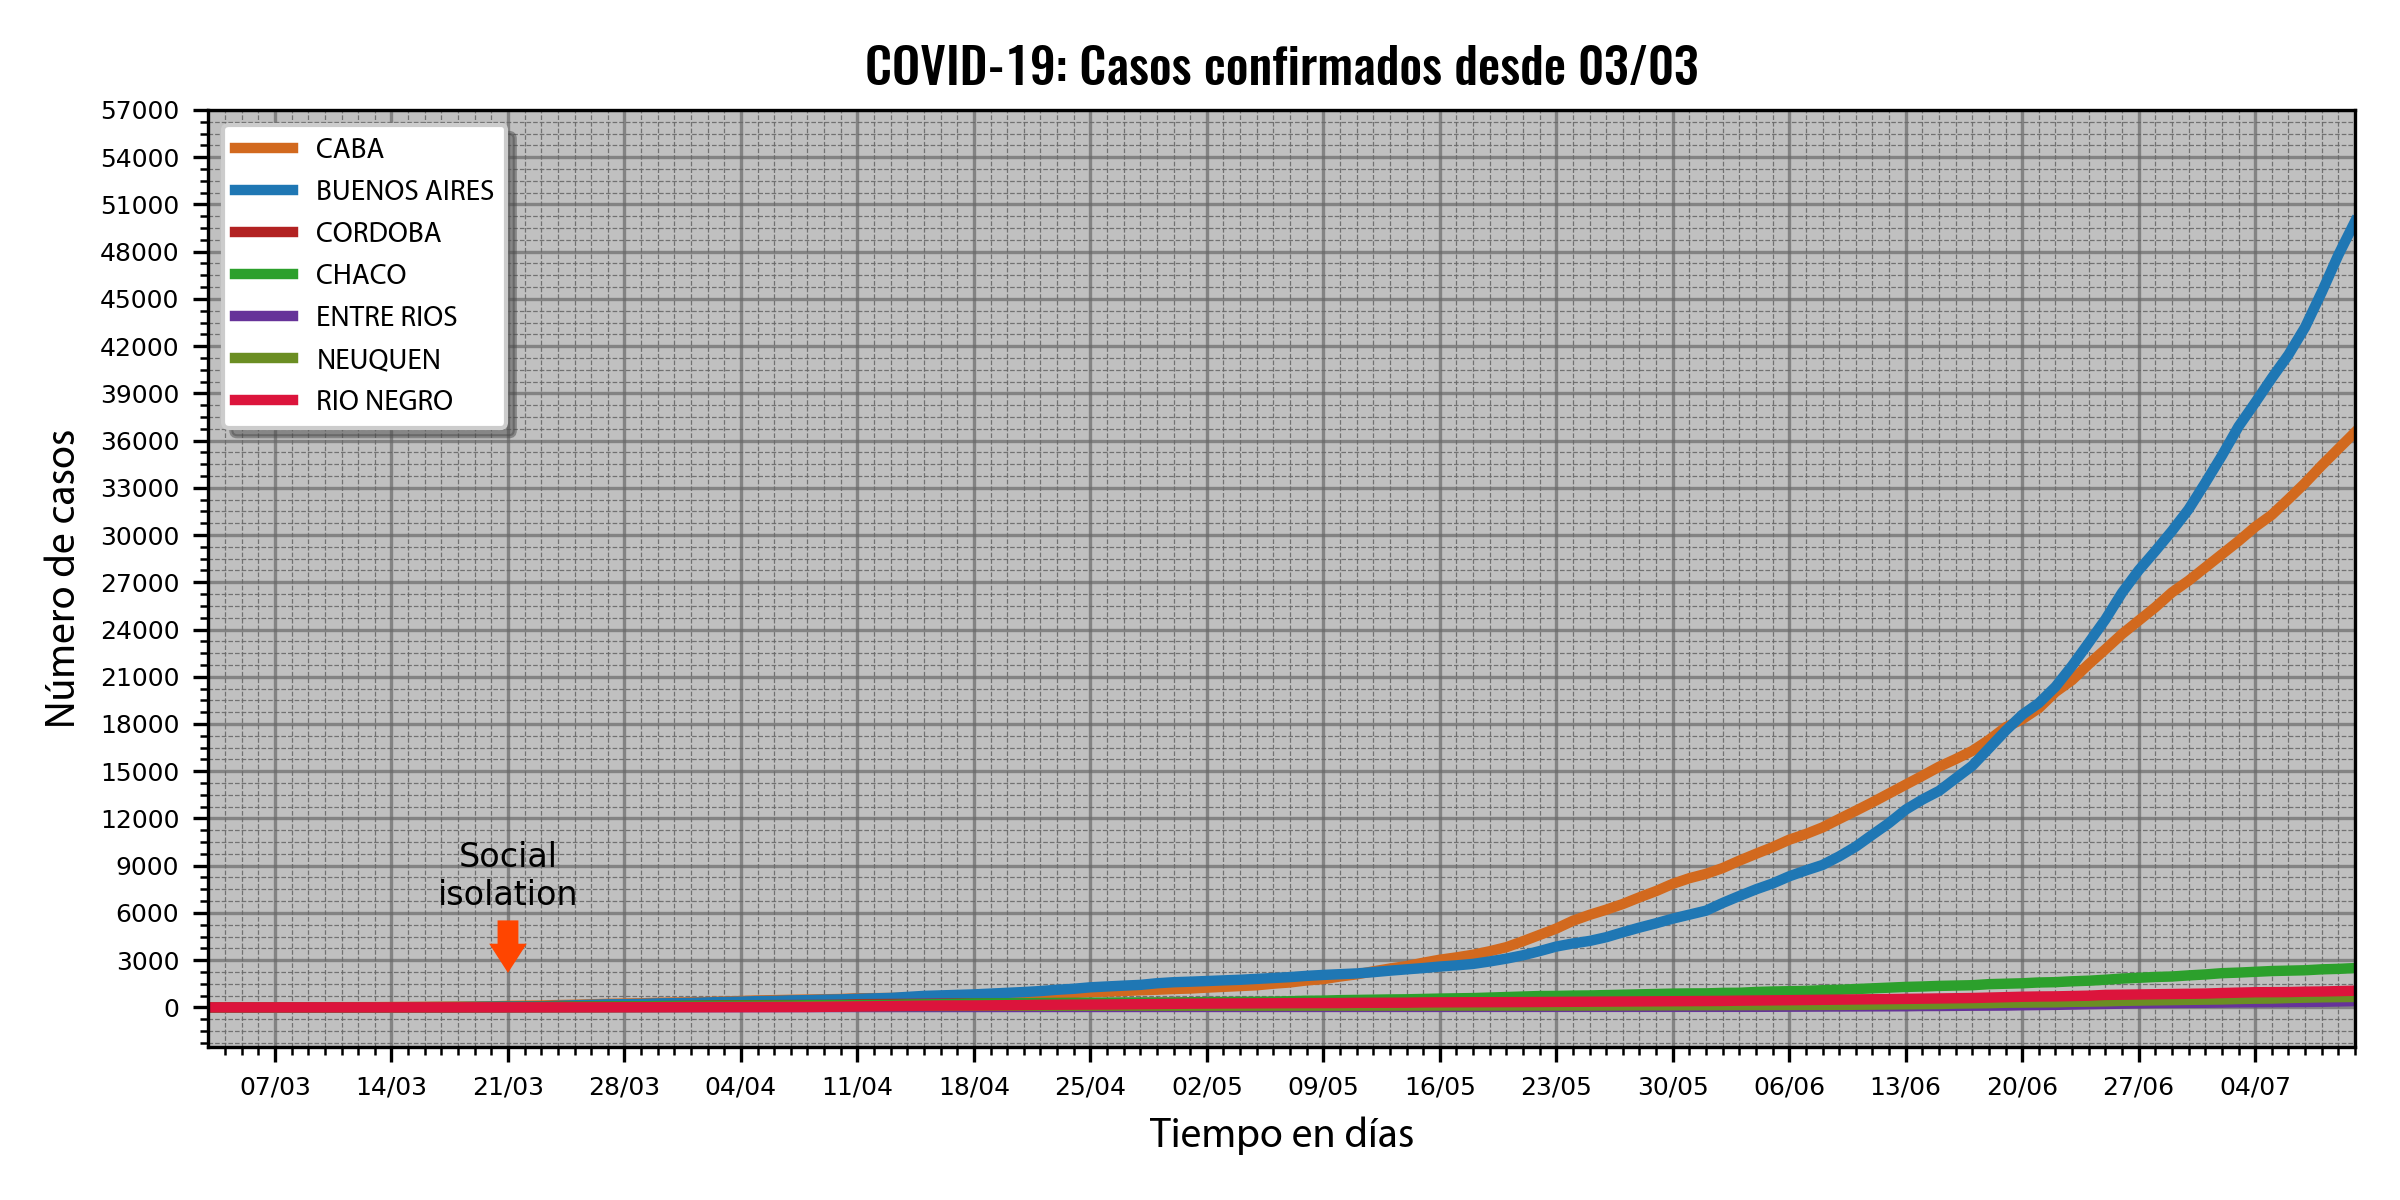 COVID-19: Casos confirmados desde 03/03
57000
54000
51000
48000
45000
42000
39000
36000
33000
30000
27000
24000
21000
18000
15000
12000
9000
6000
3000
0
Número de casos
CABA
BUENOS AIRES
CORDOBA
CHACO
ENTRE RIOS
NEUQUEN
RIO NEGRO
Social
isolation
07/03 14/03 21/03 28/03 04/04 11/04 18/04 25/04 02/05 09/05 16/05 23/05 30/05 06/06 13/06 20/06 27/06 04/07
Tiempo en días